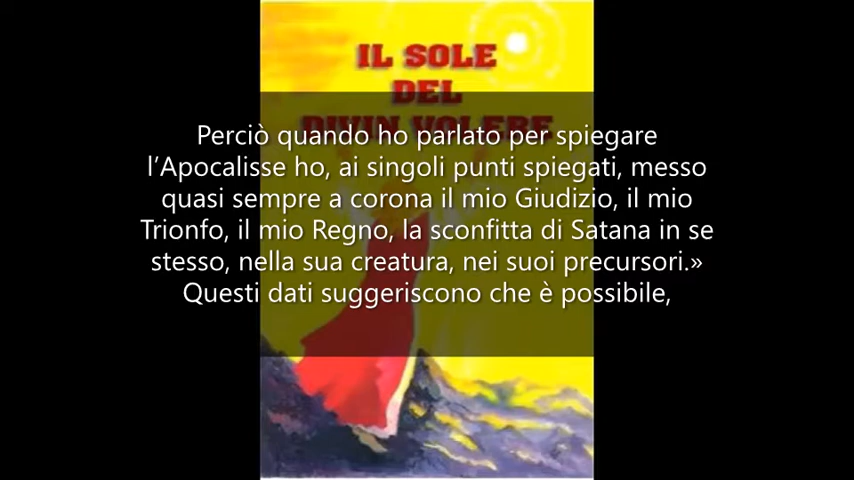 IL SOLE
DEL
DIVIN VOLERE
Perciò quando ho parlato per spiegare
l'Apocalisse ho, ai singoli punti spiegati, messo
quasi sempre a corona il mio Giudizio, il mio
Trionfo, il mio Regno, la sconfitta di Satana in se
stesso, nella sua creatura, nei suoi precursori.»
Questi dati suggeriscono che è possibile,